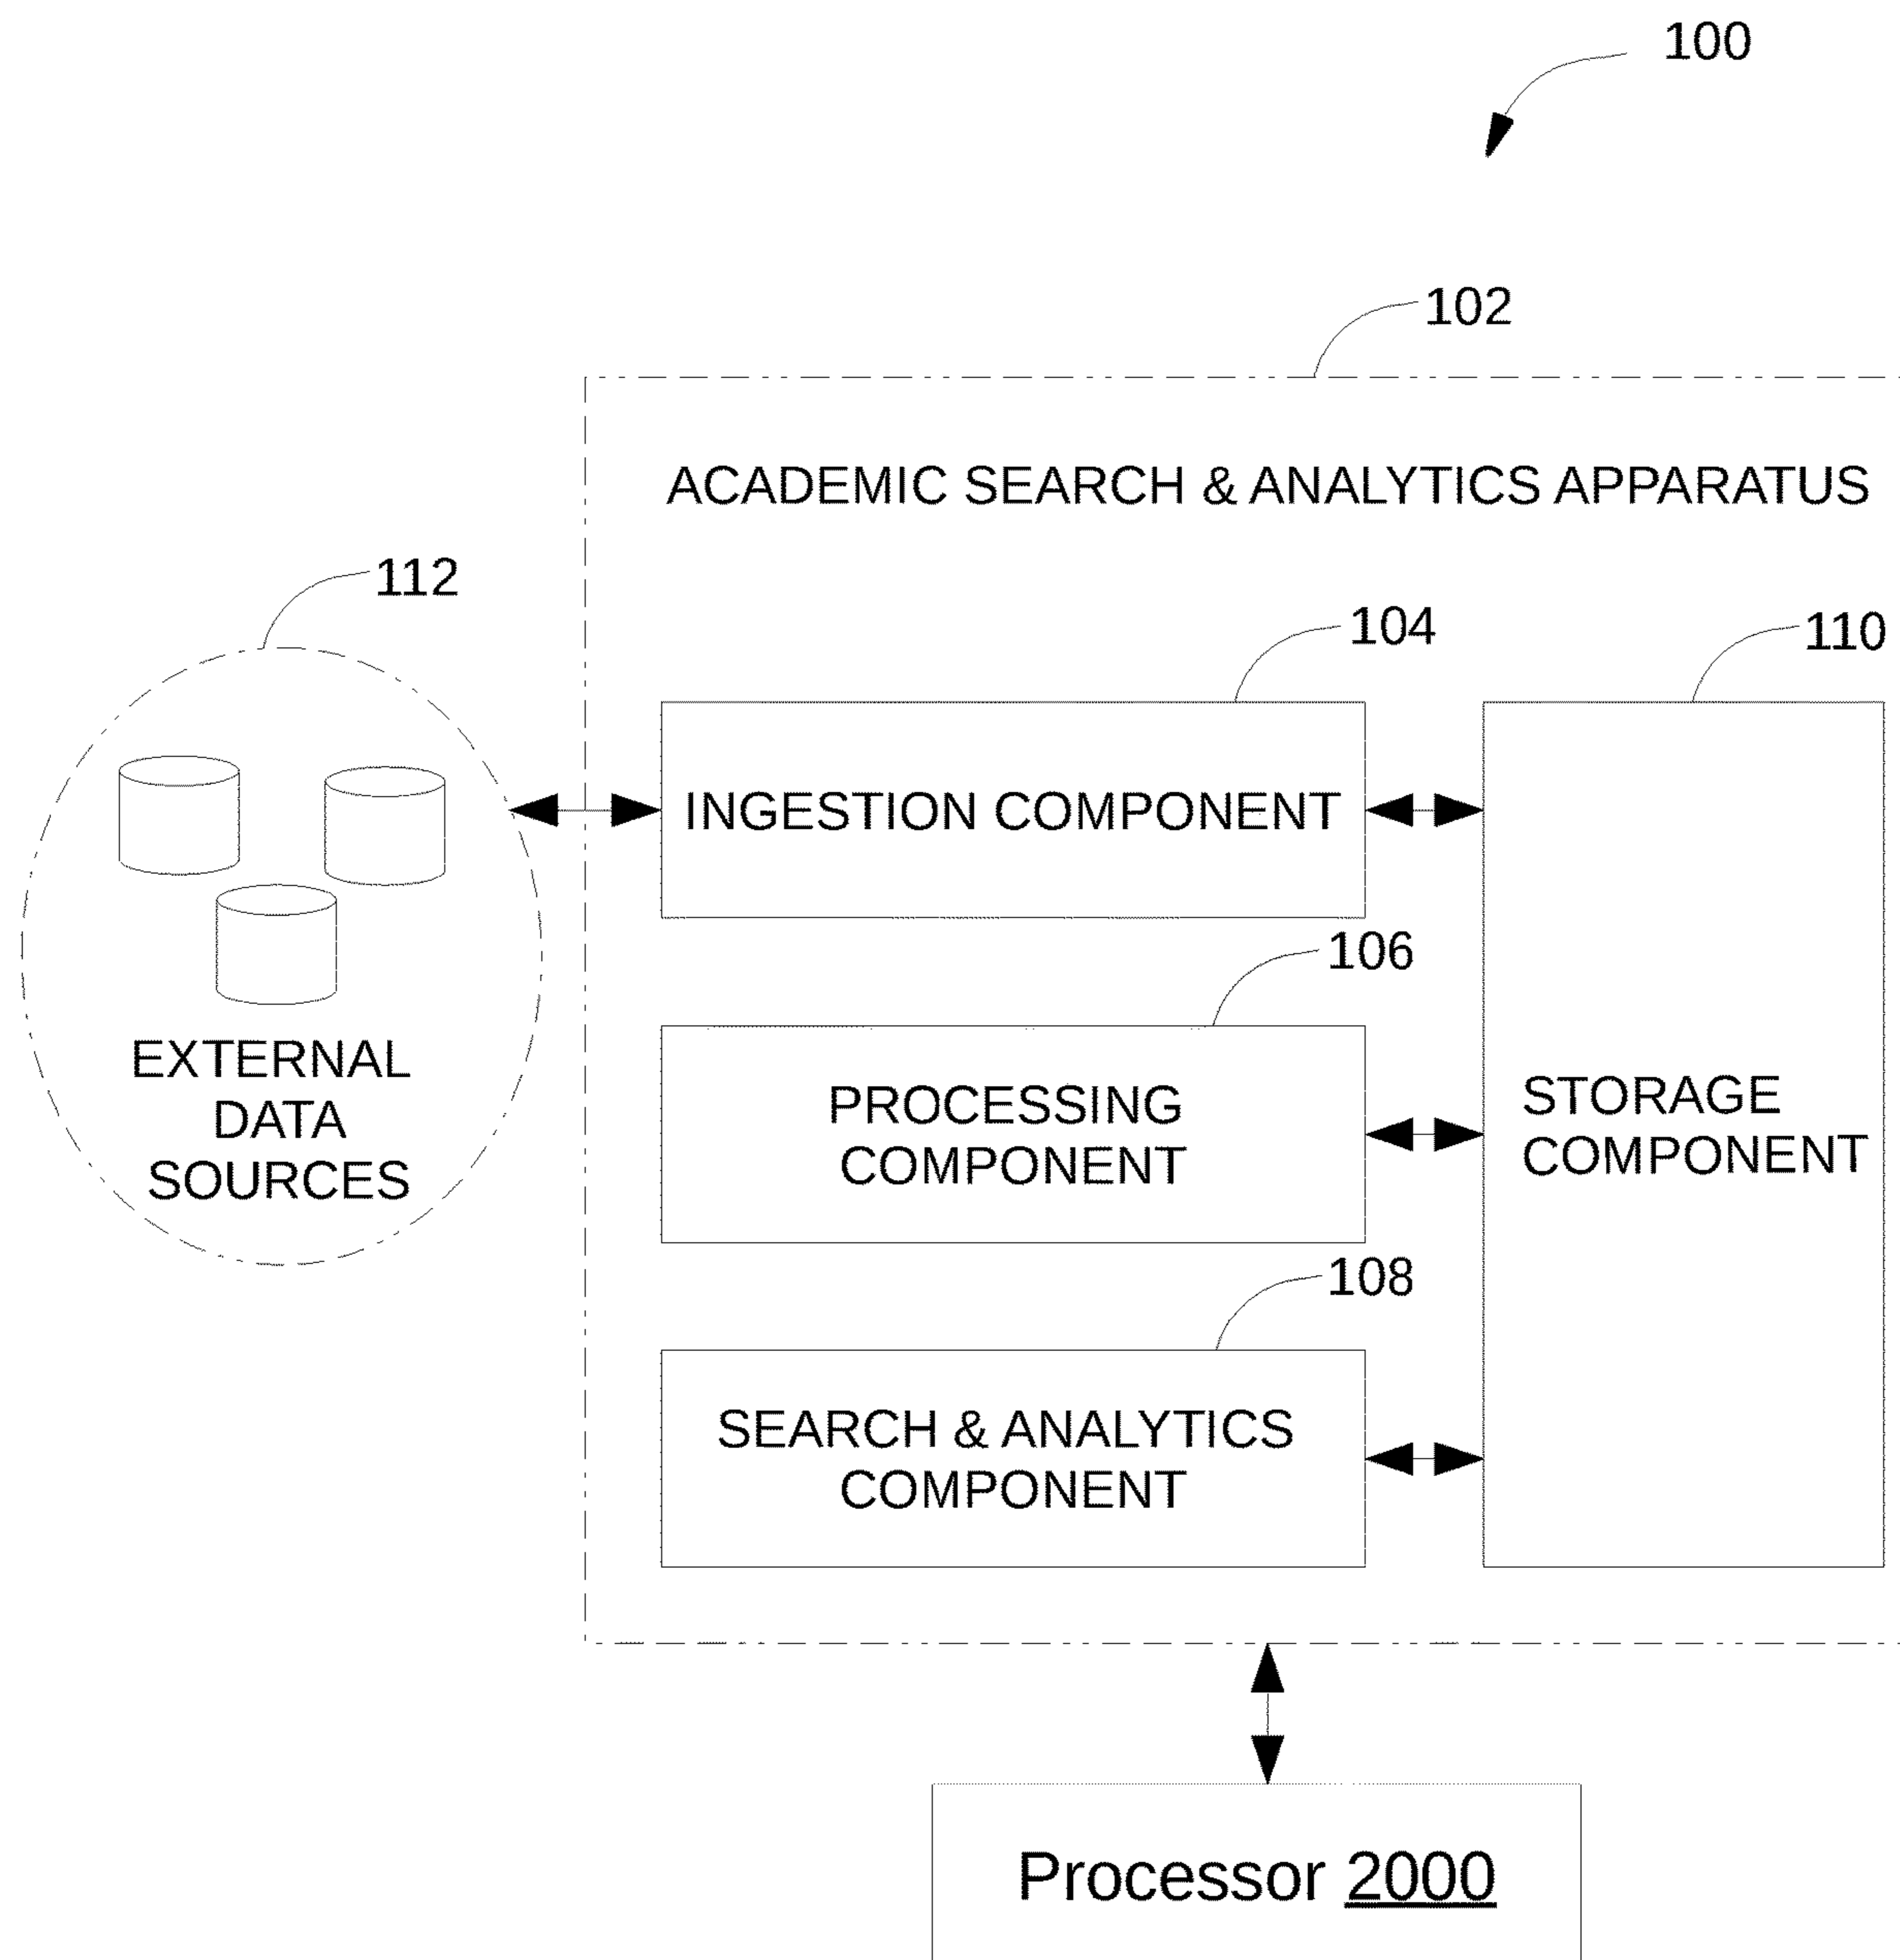 100
102
ACADEMIC SEARCH & ANALYTICS APPARATUS
112
104
110
INGESTION COMPONENT
106
EXTERNAL
DATA
SOURCES
PROCESSING
COMPONENT
STORAGE
COMPONENT
108
SEARCH & ANALYTICS
COMPONENT
Processor 2000